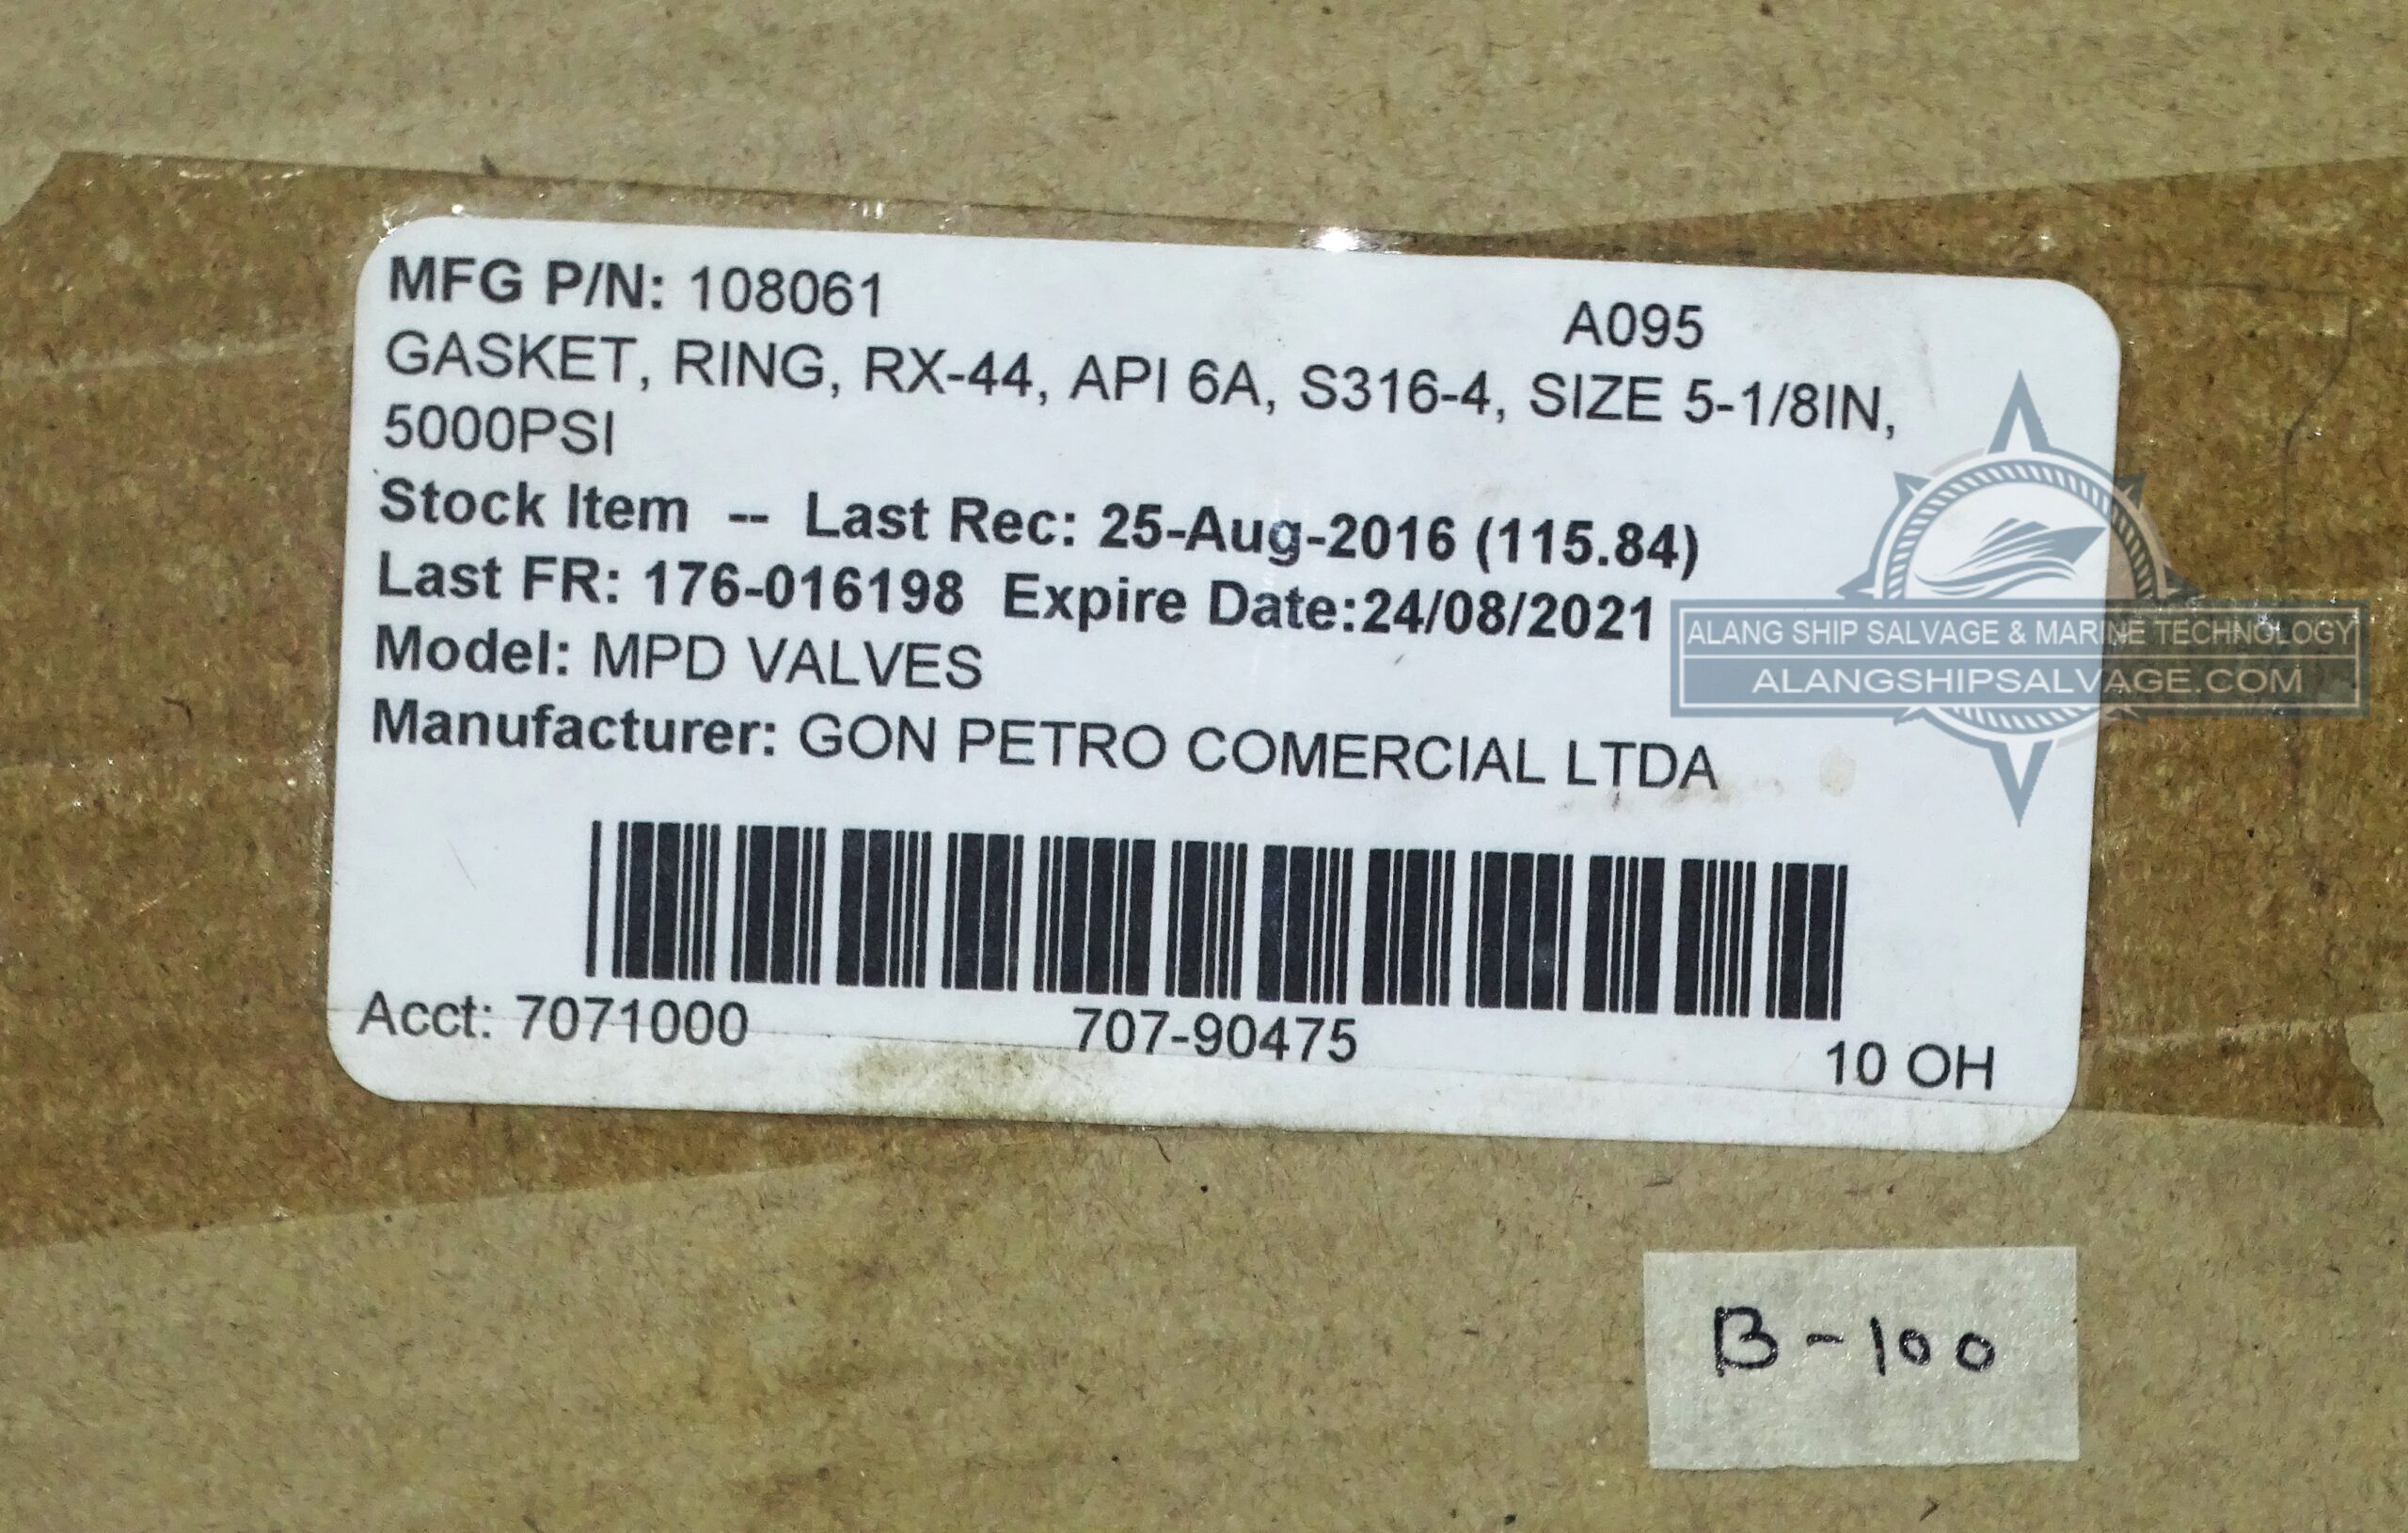 MFG P/N: 108061
A095
GASKET, RING, RX-44, API 6A, S316-4, SIZE 5-1/8IN,
5000PSI
Stock Item -- Last Rec: 25-Aug-2016 (115.84)
Last FR: 176-016198 Expire Date:24/08/2021
Model: MPD VALVES
Manufacturer: GON PETRO COMERCIAL LTDA
Acct: 7071000 707-90475 10 OH
ALANG SHIP SALVAGE & MARINE TECHNOLOGY
ALANGSHIPSALVAGE.COM
B-100